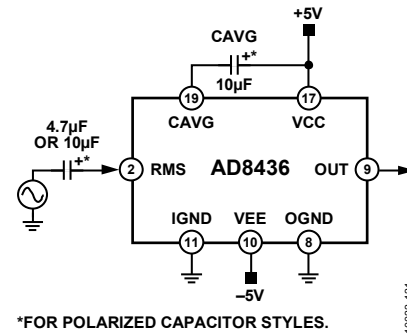 +5V
CAVG
+*
10µF
19
17
CAVG
VCC
4.7µF
OR 10µF
+*
2
RMS
AD8436
OUT
9
IGND
VEE
OGND
11
10
8
–5V
*FOR POLARIZED CAPACITOR STYLES.